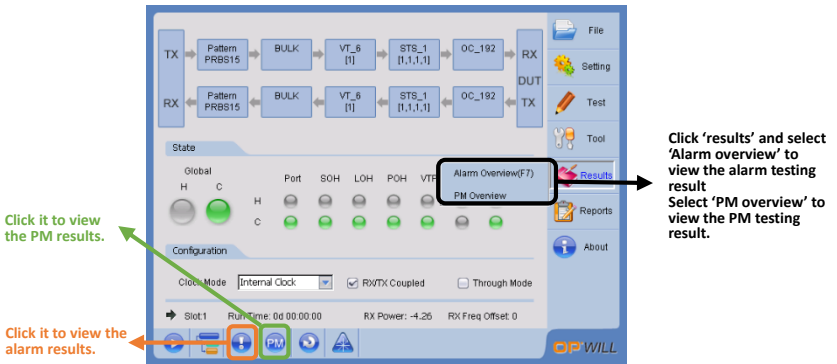 TX
Pattern
PRBS15
BULK
VT_6
[1]
STS_1
[1,1,1,1]
OC_192
RX
DUT
RX
Pattern
PRBS15
BULK
VT_6
[1]
STS_1
[1,1,1,1]
OC_192
TX
File
Setting
Test
Tool
Results
Reports
About
State
Global
H C
Port SOH LOH POH VTP
H
C
Alarm Overview(F7)
PM Overview
Configuration
Clock Mode Internal Clock RX/TX Coupled Through Mode
Slot:1 Run Time: 0d 00:00:00 RX Power: -4.26 RX Freq Offset: 0
PM
OPWILL
Click 'results' and select
'Alarm overview' to
view the alarm testing
result
Select 'PM overview' to
view the PM testing
result.
Click it to view
the PM results.
Click it to view the
alarm results.